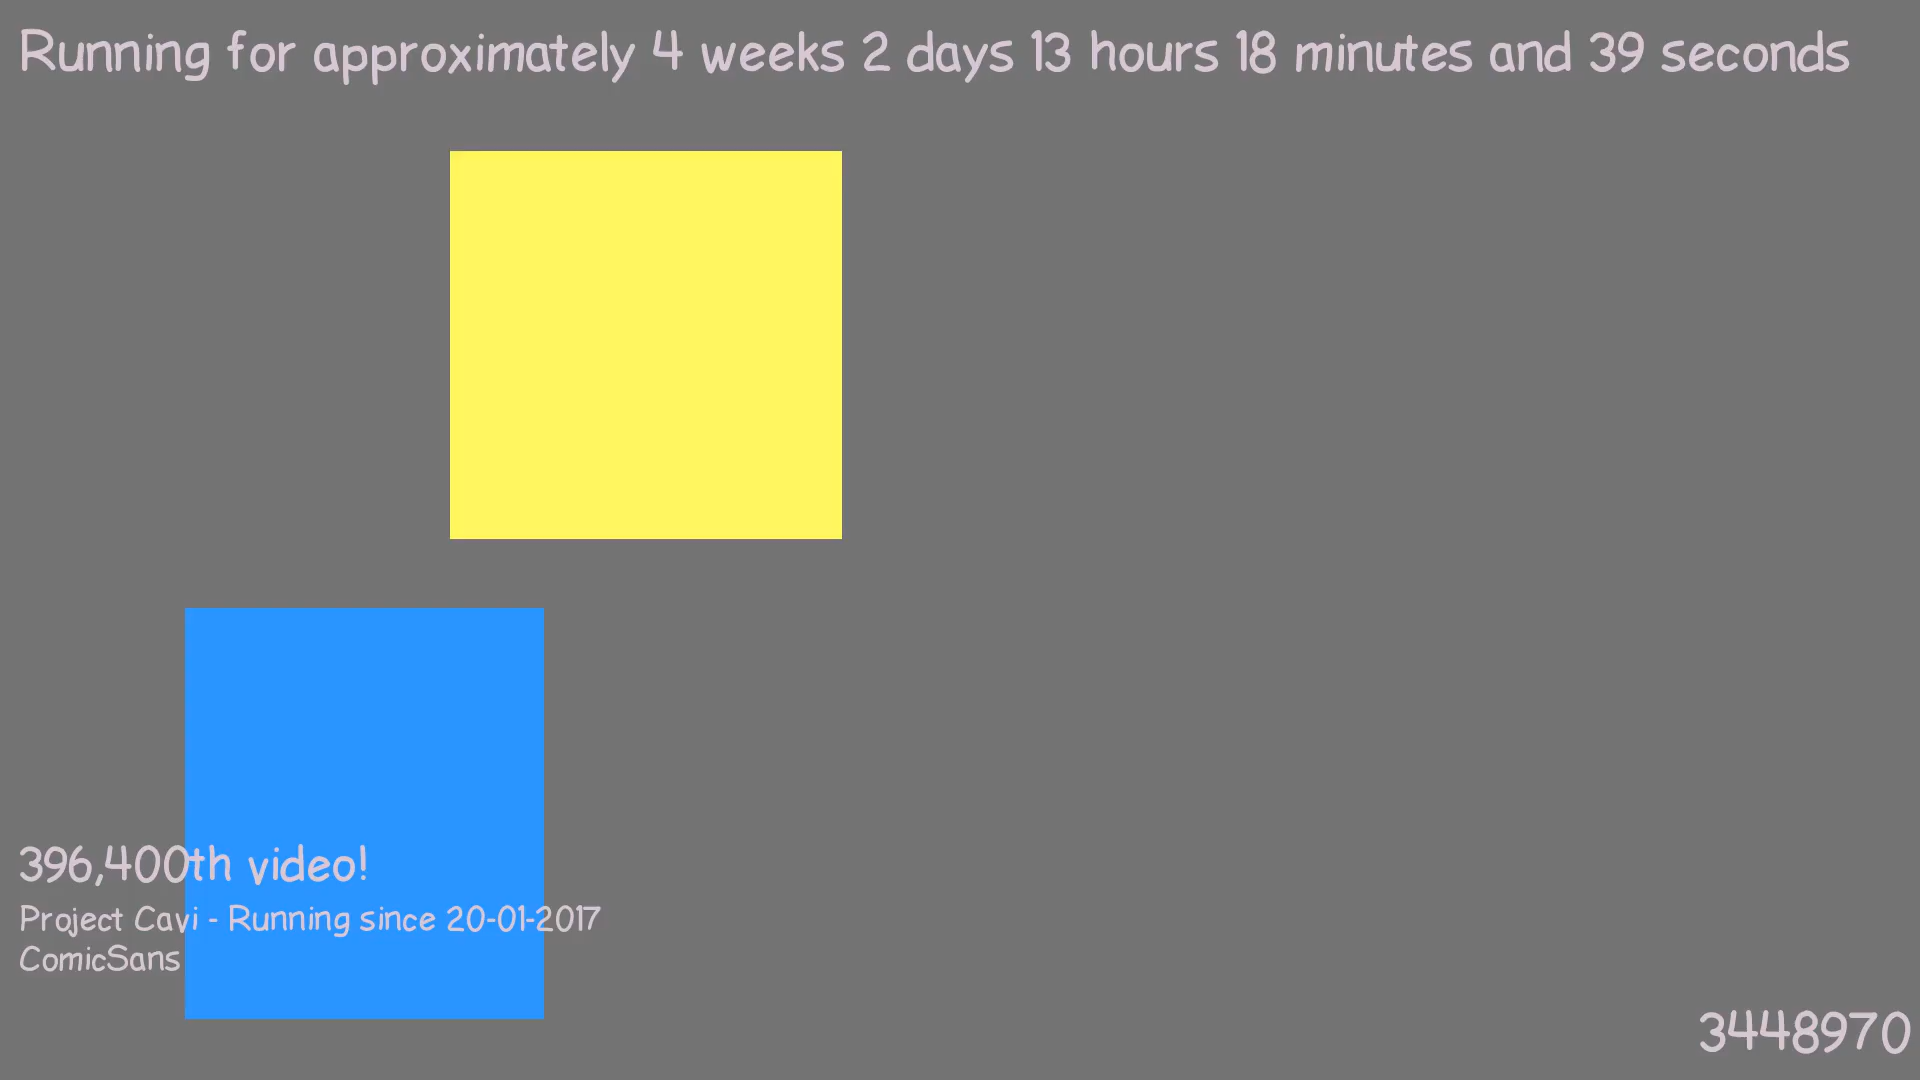 Running for approximately 4 weeks 2 days 13 hours 18 minutes and 39 seconds
396,400th video!
Project Cavi - Running since 20-01-2017
ComicSans
3448970